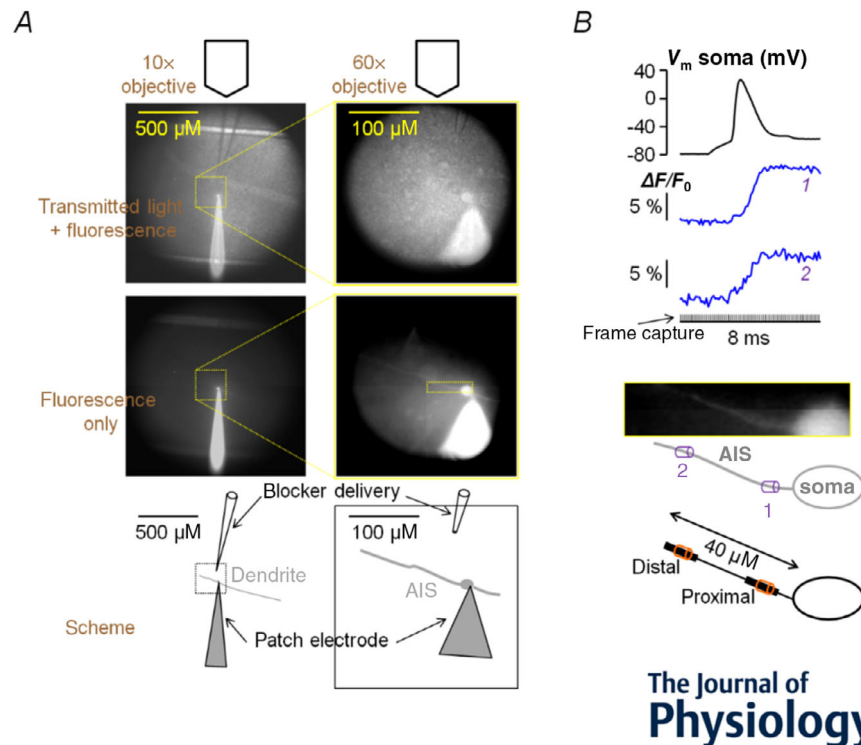 A
10×
objective
60×
objective
500 µM
100 µM
Transmitted light
+ fluorescence
Fluorescence
only
Blocker delivery
500 µM
100 µM
Dendrite
AIS
Scheme
Patch electrode
B
Vm soma (mV)
40
0
-40
-80
ΔF/F0
5 %
1
5 %
2
Frame capture
8 ms
AIS
2
soma
1
40 µM
Distal
Proximal
The Journal of
Physiology